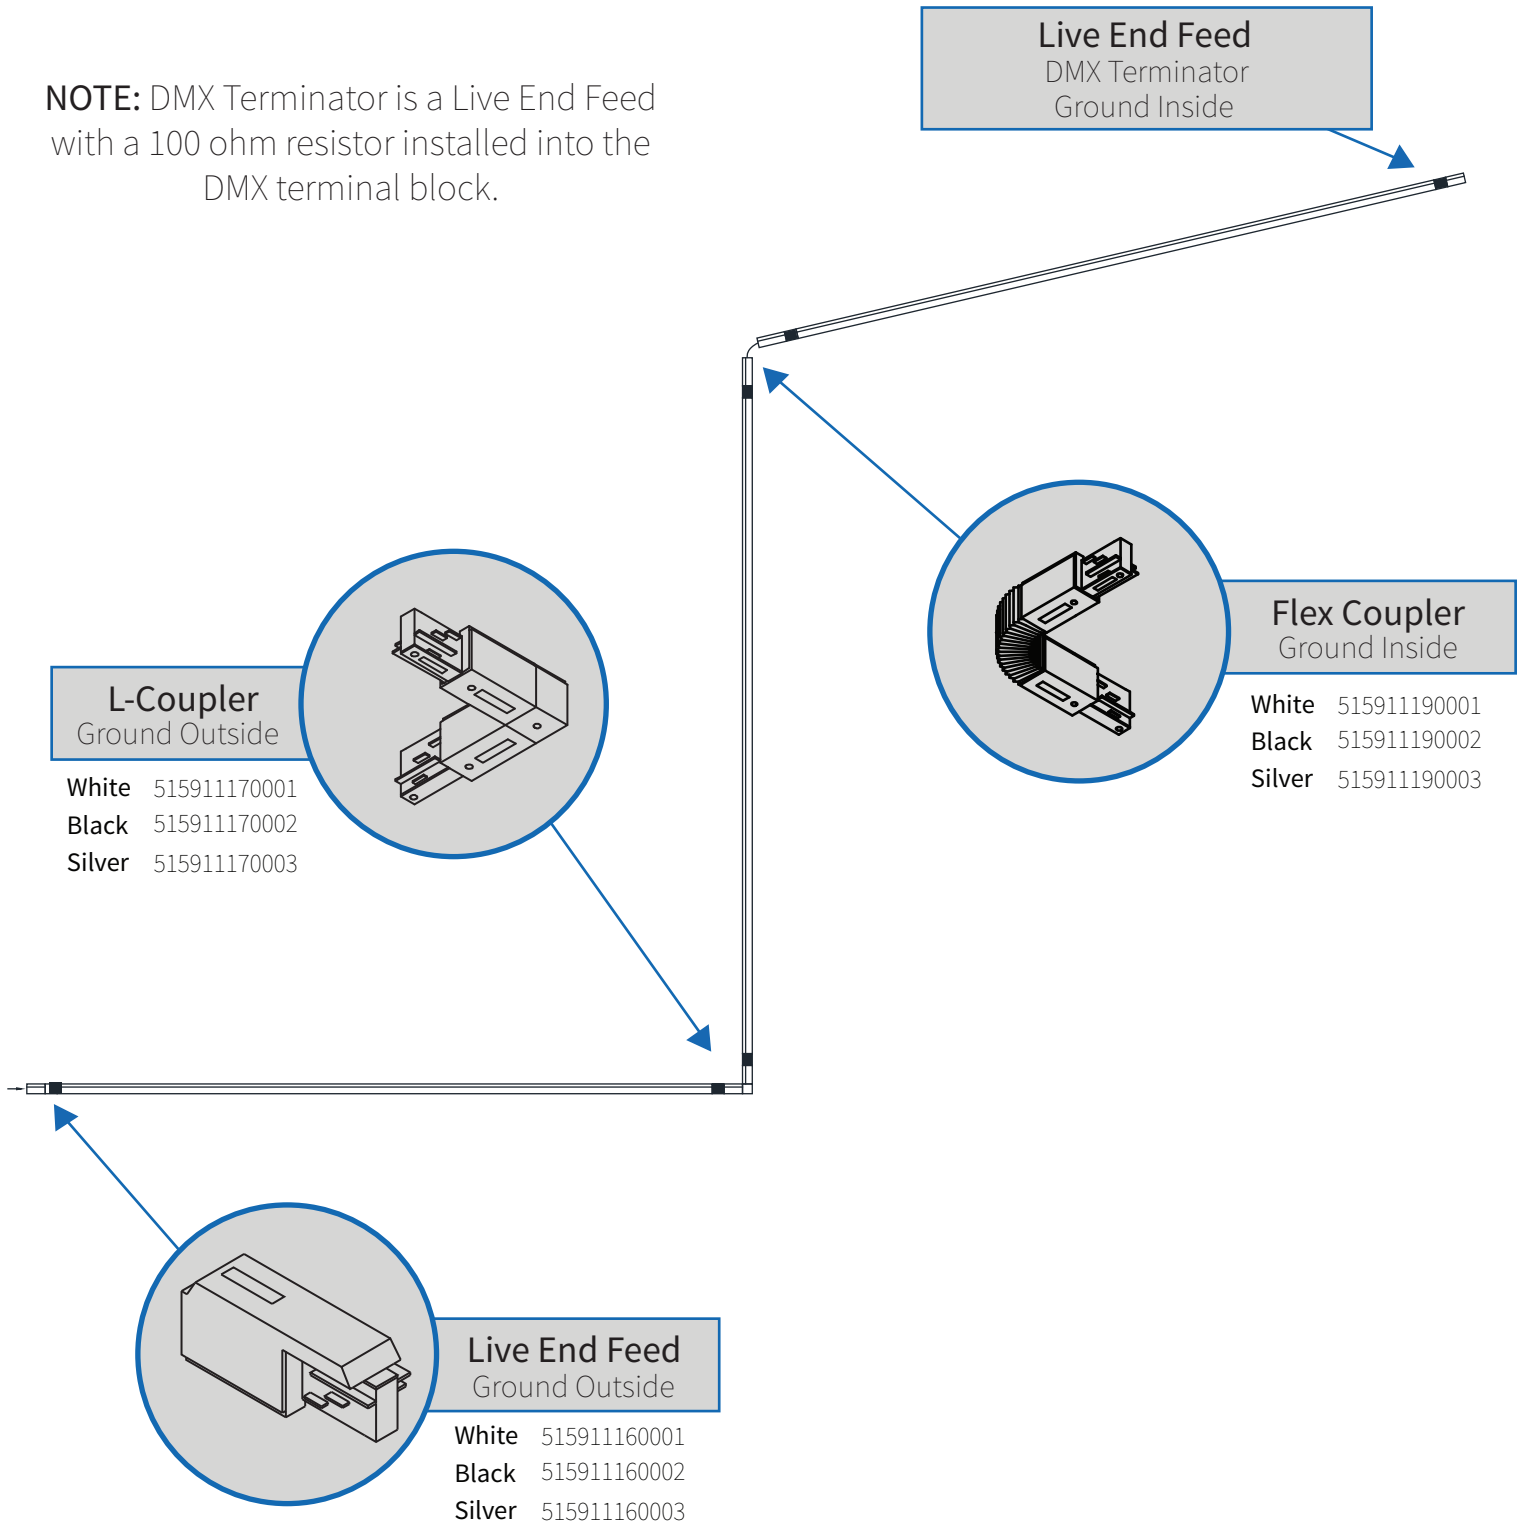 NOTE: DMX Terminator is a Live End Feed
with a 100 ohm resistor installed into the
DMX terminal block.
Live End Feed
DMX Terminator
Ground Inside
L-Coupler
Ground Outside
White 515911170001
Black 515911170002
Silver 515911170003
Flex Coupler
Ground Inside
White 515911190001
Black 515911190002
Silver 515911190003
Live End Feed
Ground Outside
White 515911160001
Black 515911160002
Silver 515911160003